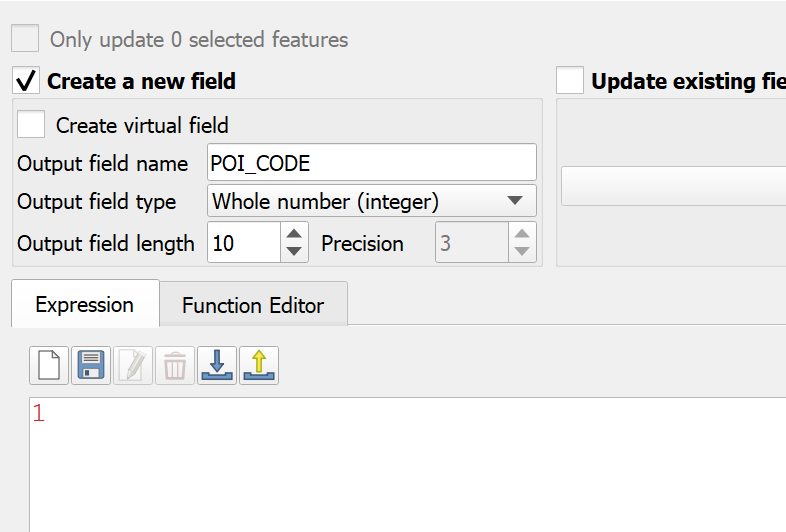 Only update 0 selected features
Create a new field
Update existing fie
Create virtual field
Output field name POI_CODE
Output field type Whole number (integer)
Output field length 10 Precision 3
Expression Function Editor
1